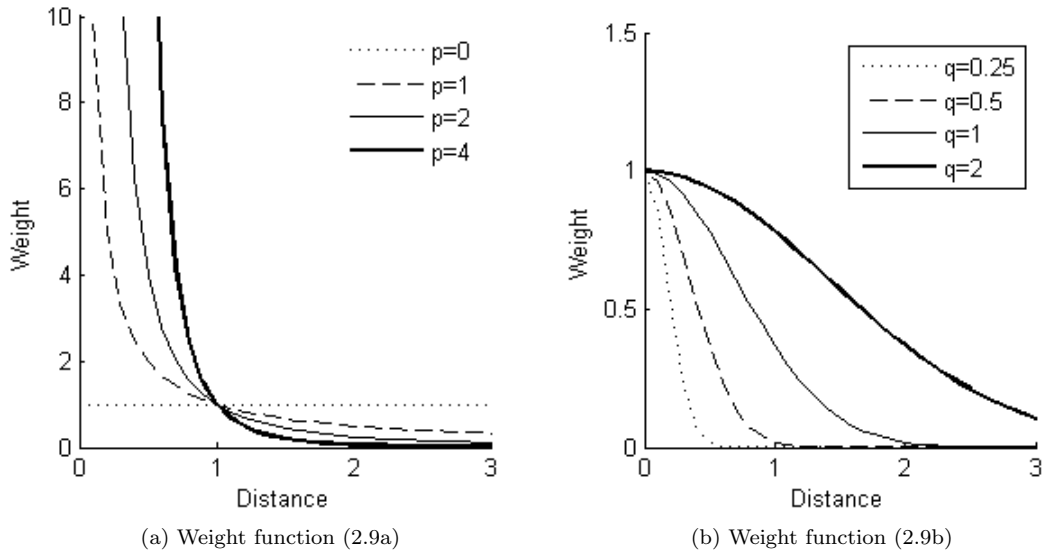 10
8
6
4
2
0
Weight
0
1
2
3
Distance
p=0
p=1
p=2
p=4
(a) Weight function (2.9a)
1.5
1
0.5
0
Weight
0
1
2
3
Distance
q=0.25
q=0.5
q=1
q=2
(b) Weight function (2.9b)